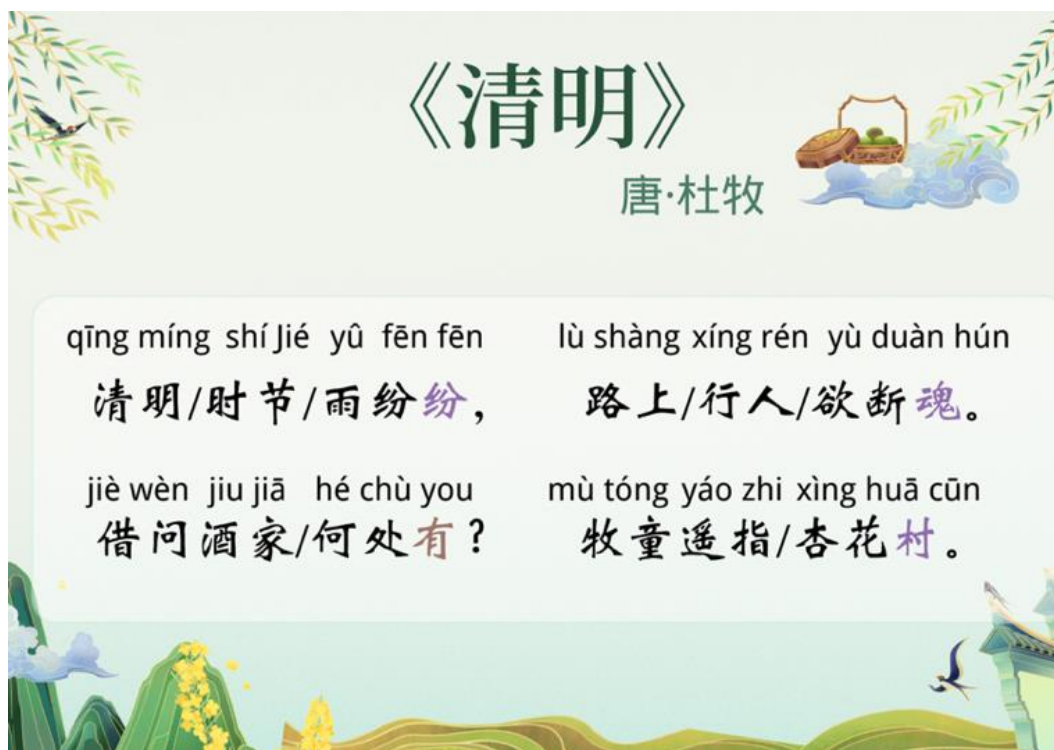 《清明》
唐·杜牧
qīng míng shí Jié yû fēn fēn lù shàng xíng rén yù duàn hún
清明/时节/雨纷纷, 路上/行人/欲断魂。
jiè wèn jiu jiā hé chù you mù tóng yáo zhi xìng huā cūn
借问酒家/何处有? 牧童遥指/杏花村。